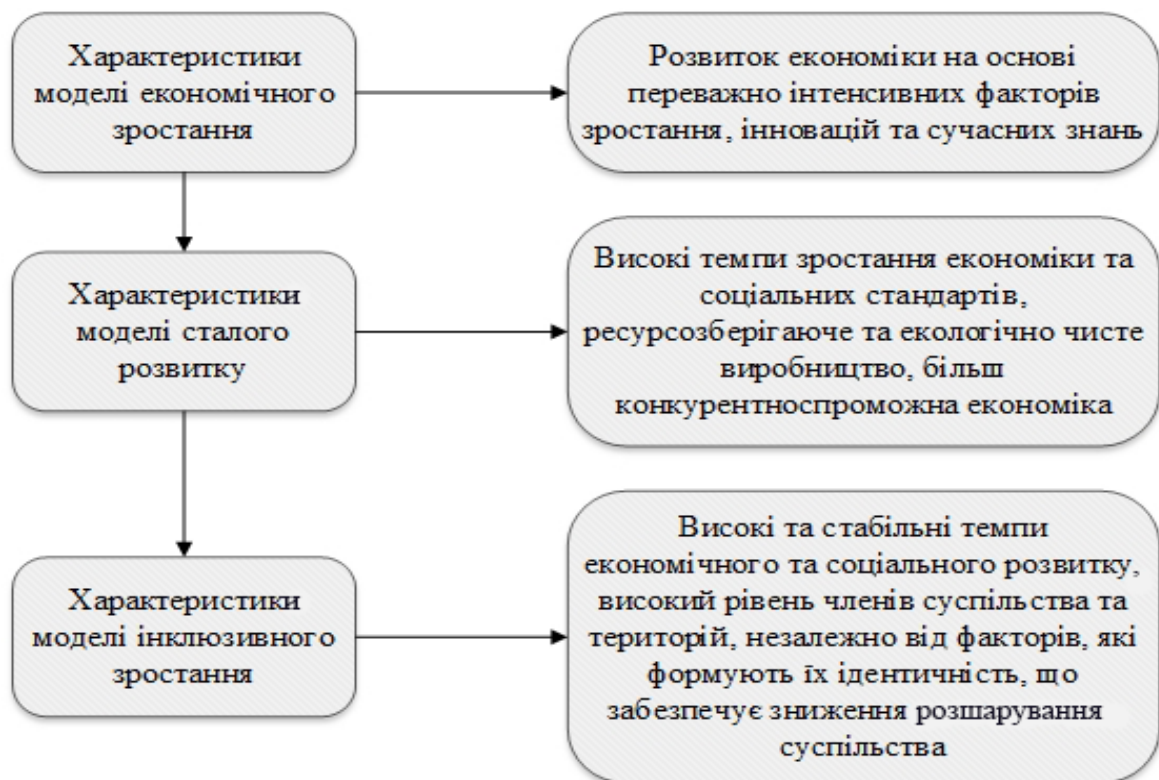 Характеристики
моделі економічного
зростання
Розвиток економіки на основі
переважно інтенсивних факторів
зростання, інновацій та сучасних знань
Характеристики
моделі сталого
розвитку
Високі темпи зростання економіки та
соціальних стандартів,
ресурсозберігаюче та екологічно чисте
виробництво, більш
конкурентноспроможна економіка
Характеристики
моделі інклюзивного
зростання
Високі та стабільні темпи
економічного та соціального розвитку,
високий рівень членів суспільства та
територій, незалежно від факторів, які
формують їх ідентичність, що
забезпечує зниження розшарування
суспільства